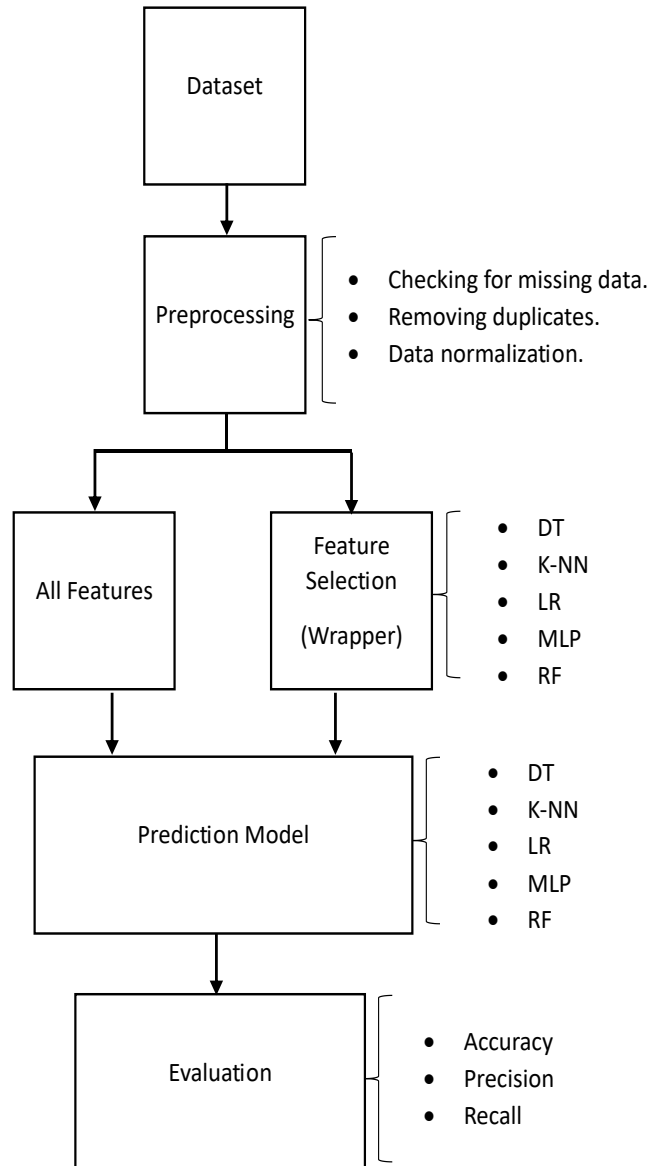 Dataset
Preprocessing
• Checking for missing data.
• Removing duplicates.
• Data normalization.
All Features
Feature
Selection
(Wrapper)
• DT
• K-NN
• LR
• MLP
• RF
Prediction Model
• DT
• K-NN
• LR
• MLP
• RF
Evaluation
• Accuracy
• Precision
• Recall